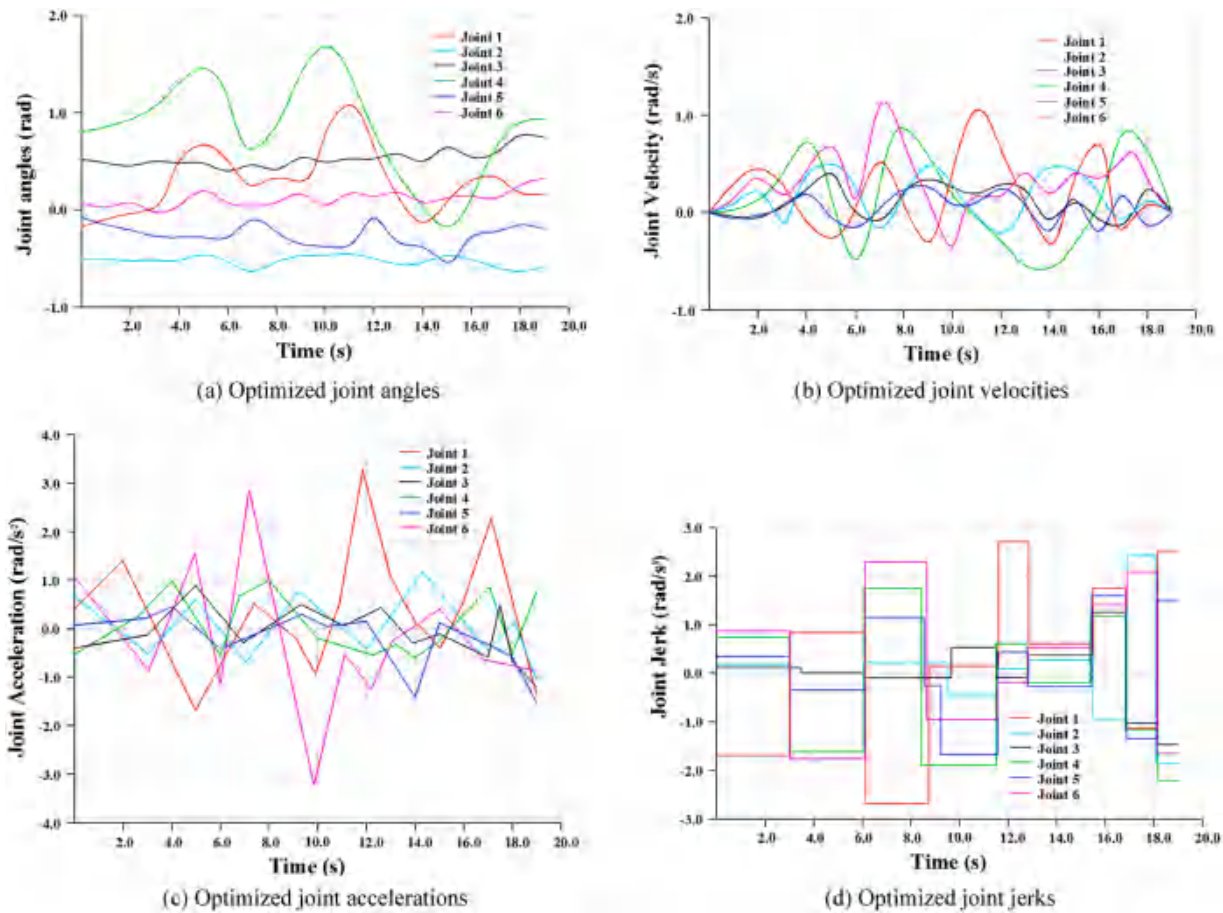 2.0
1.0
0.0
-1.0
Joint angles (rad)
Joint 1
Joint 2
Joint 3
Joint 4
Joint 5
Joint 6
2.0 4.0 6.0 8.0 10.0 12.0 14.0 16.0 18.0 20.0
Time (s)
(a) Optimized joint angles
2.0
1.0
0.0
-1.0
Joint Velocity (rad/s)
Joint 1
Joint 2
Joint 3
Joint 4
Joint 5
Joint 6
2.0 4.0 6.0 8.0 10.0 12.0 14.0 16.0 18.0 20.0
Time (s)
(b) Optimized joint velocities
4.0
3.0
2.0
1.0
0.0
-1.0
-2.0
-3.0
-4.0
Joint Acceleration (rad/s²)
Joint 1
Joint 2
Joint 3
Joint 4
Joint 5
Joint 6
2.0 4.0 6.0 8.0 10.0 12.0 14.0 16.0 18.0 20.0
Time (s)
(c) Optimized joint accelerations
3.0
2.0
1.0
0.0
-1.0
-2.0
-3.0
Joint Jerk (rad/s³)
Joint 1
Joint 2
Joint 3
Joint 4
Joint 5
Joint 6
2.0 4.0 6.0 8.0 10.0 12.0 14.0 16.0 18.0 20.0
Time (s)
(d) Optimized joint jerks